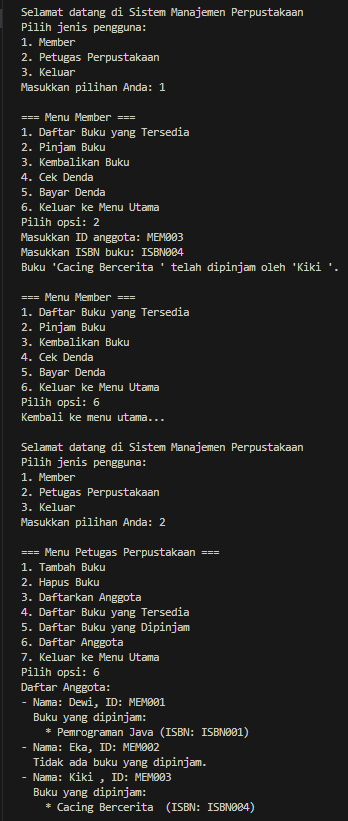 Selamat datang di Sistem Manajemen Perpustakaan
Pilih jenis pengguna:
1. Member
2. Petugas Perpustakaan
3. Keluar
Masukkan pilihan Anda: 1

=== Menu Member ===
1. Daftar Buku yang Tersedia
2. Pinjam Buku
3. Kembalikan Buku
4. Cek Denda
5. Bayar Denda
6. Keluar ke Menu Utama
Pilih opsi: 2
Masukkan ID anggota: MEM003
Masukkan ISBN buku: ISBN004
Buku 'Cacing Bercerita ' telah dipinjam oleh 'Kiki '.

=== Menu Member ===
1. Daftar Buku yang Tersedia
2. Pinjam Buku
3. Kembalikan Buku
4. Cek Denda
5. Bayar Denda
6. Keluar ke Menu Utama
Pilih opsi: 6
Kembali ke menu utama...

Selamat datang di Sistem Manajemen Perpustakaan
Pilih jenis pengguna:
1. Member
2. Petugas Perpustakaan
3. Keluar
Masukkan pilihan Anda: 2

=== Menu Petugas Perpustakaan ===
1. Tambah Buku
2. Hapus Buku
3. Daftarkan Anggota
4. Daftar Buku yang Tersedia
5. Daftar Buku yang Dipinjam
6. Daftar Anggota
7. Keluar ke Menu Utama
Pilih opsi: 6
Daftar Anggota:
- Nama: Dewi, ID: MEM001
  Buku yang dipinjam:
    * Pemrograman Java (ISBN: ISBN001)
- Nama: Eka, ID: MEM002
  Tidak ada buku yang dipinjam.
- Nama: Kiki , ID: MEM003
  Buku yang dipinjam:
    * Cacing Bercerita  (ISBN: ISBN004)